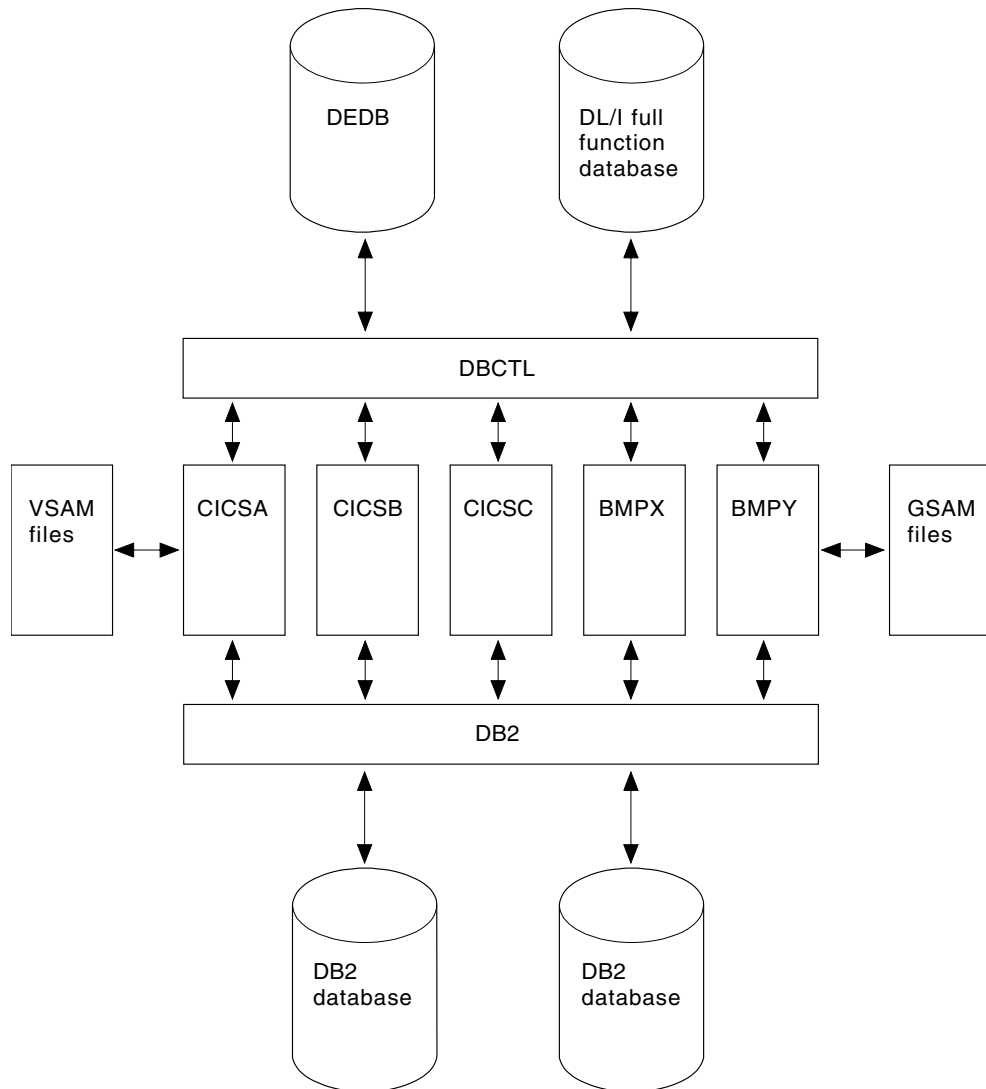 DEDB
DL/I full
function
database
DBCTL
VSAM
files
CICSA
CICSB
CICSC
BMPX
BMPY
GSAM
files
DB2
DB2
database
DB2
database